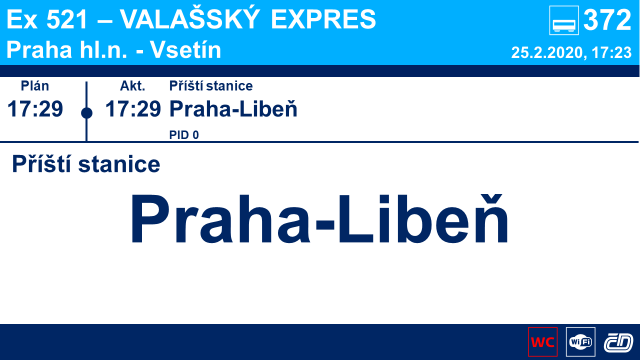 Ex 521 – VALAŠSKÝ EXPRES
372
Praha hl.n. - Vsetín
25.2.2020, 17:23
Plán
Akt.
Příští stanice
17:29
17:29
Praha-Libeň
PID 0
Příští stanice
Praha-Libeň
WC
WiFi
ČD